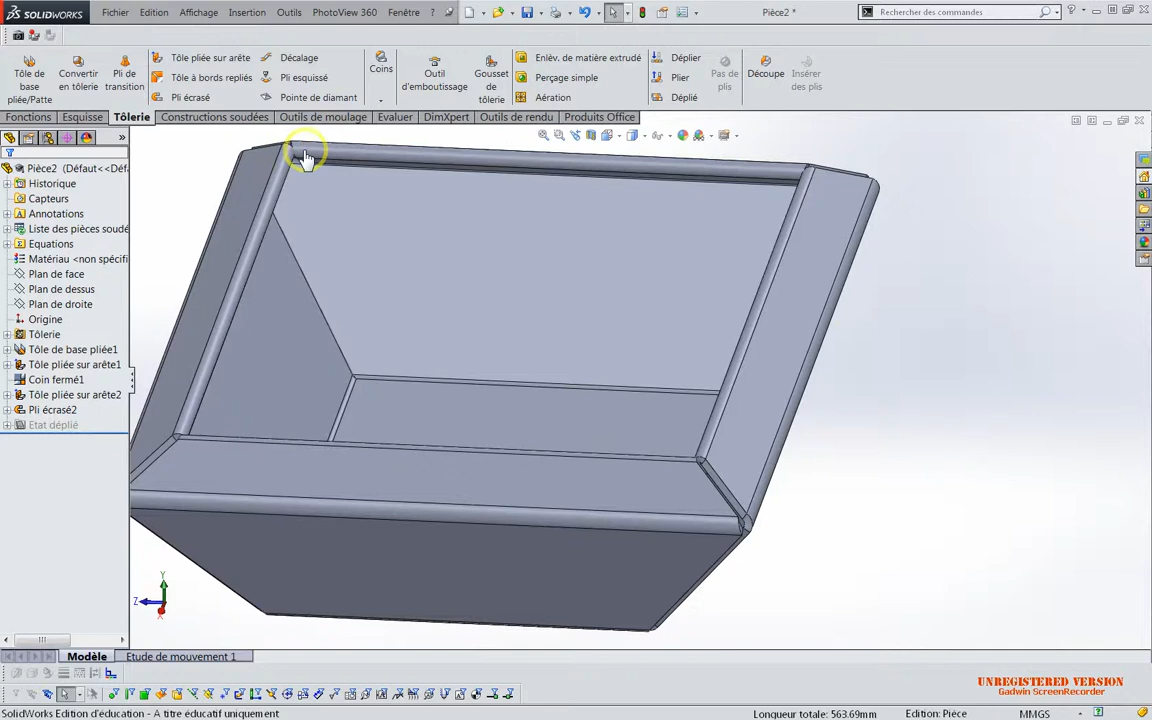 SOLIDWORKS
Fichier Edition Affichage Insertion Outils PhotoView 360 Fenêtre ?
Pièce2 *
Rechercher des commandes
Tôle de base pliée/Patte
Convertir en tôlerie
Pli de transition
Tôle pliée sur arête
Tôle à bords repliés
Pli écrasé
Décalage
Pli esquissé
Pointe de diamant
Coins
Outil d'emboutissage
Gousset de tôlerie
Enlèv. de matière extrudé
Perçage simple
Aération
Déplier
Plier
Déplié
Pas de plis
Découpe
Insérer des plis
Fonctions Esquisse Tôlerie Constructions soudées Outils de moulage Evaluer DimXpert Outils de rendu Produits Office
Pièce2 (Défaut<<Défa
Historique
Capteurs
Annotations
Liste des pièces soudé
Equations
Matériau <non spécifi
Plan de face
Plan de dessus
Plan de droite
Origine
Tôlerie
Tôle de base pliée1
Tôle pliée sur arête1
Coin fermé1
Tôle pliée sur arête2
Pli écrasé2
Etat déplié
Y
Z
X
Modèle Etude de mouvement 1
UNREGISTERED VERSION
Gadwin ScreenRecorder
SolidWorks Edition d'éducation - A titre éducatif uniquement
Longueur totale: 563.69mm
Edition: Pièce
MMGS